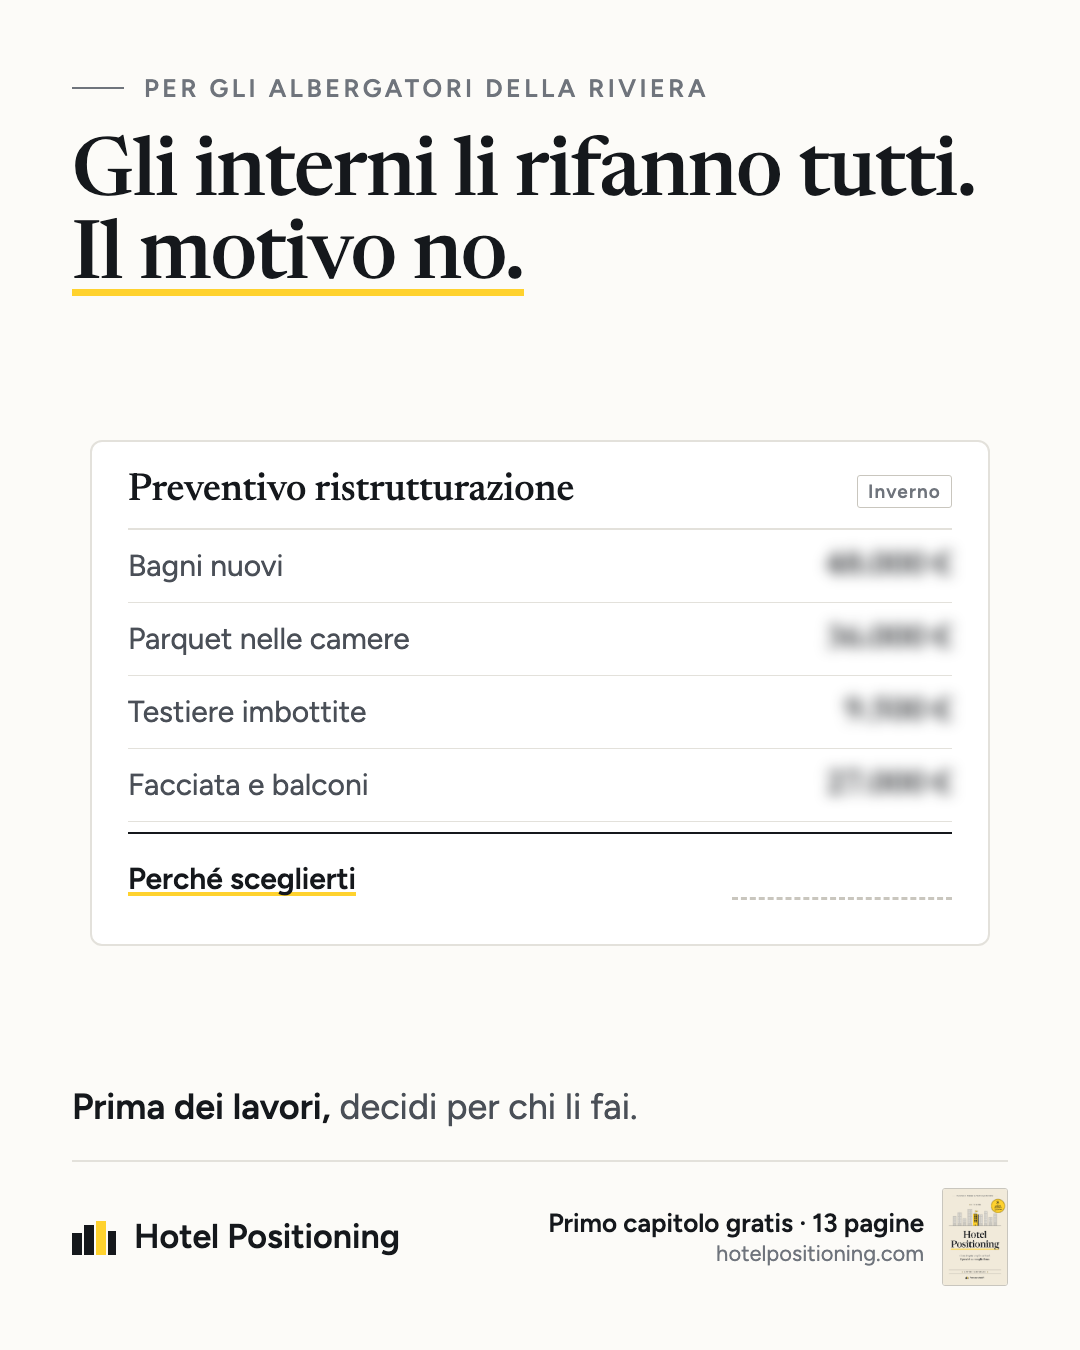 PER GLI ALBERGATORI DELLA RIVIERA
Gli interni li rifanno tutti.
Il motivo no.
Preventivo ristrutturazione
Inverno
Bagni nuovi
Parquet nelle camere
Testiere imbottite
Facciata e balconi
Perché sceglierti
Prima dei lavori, decidi per chi li fai.
Hotel Positioning
Primo capitolo gratis · 13 pagine
hotelpositioning.com
Hotel
Positioning